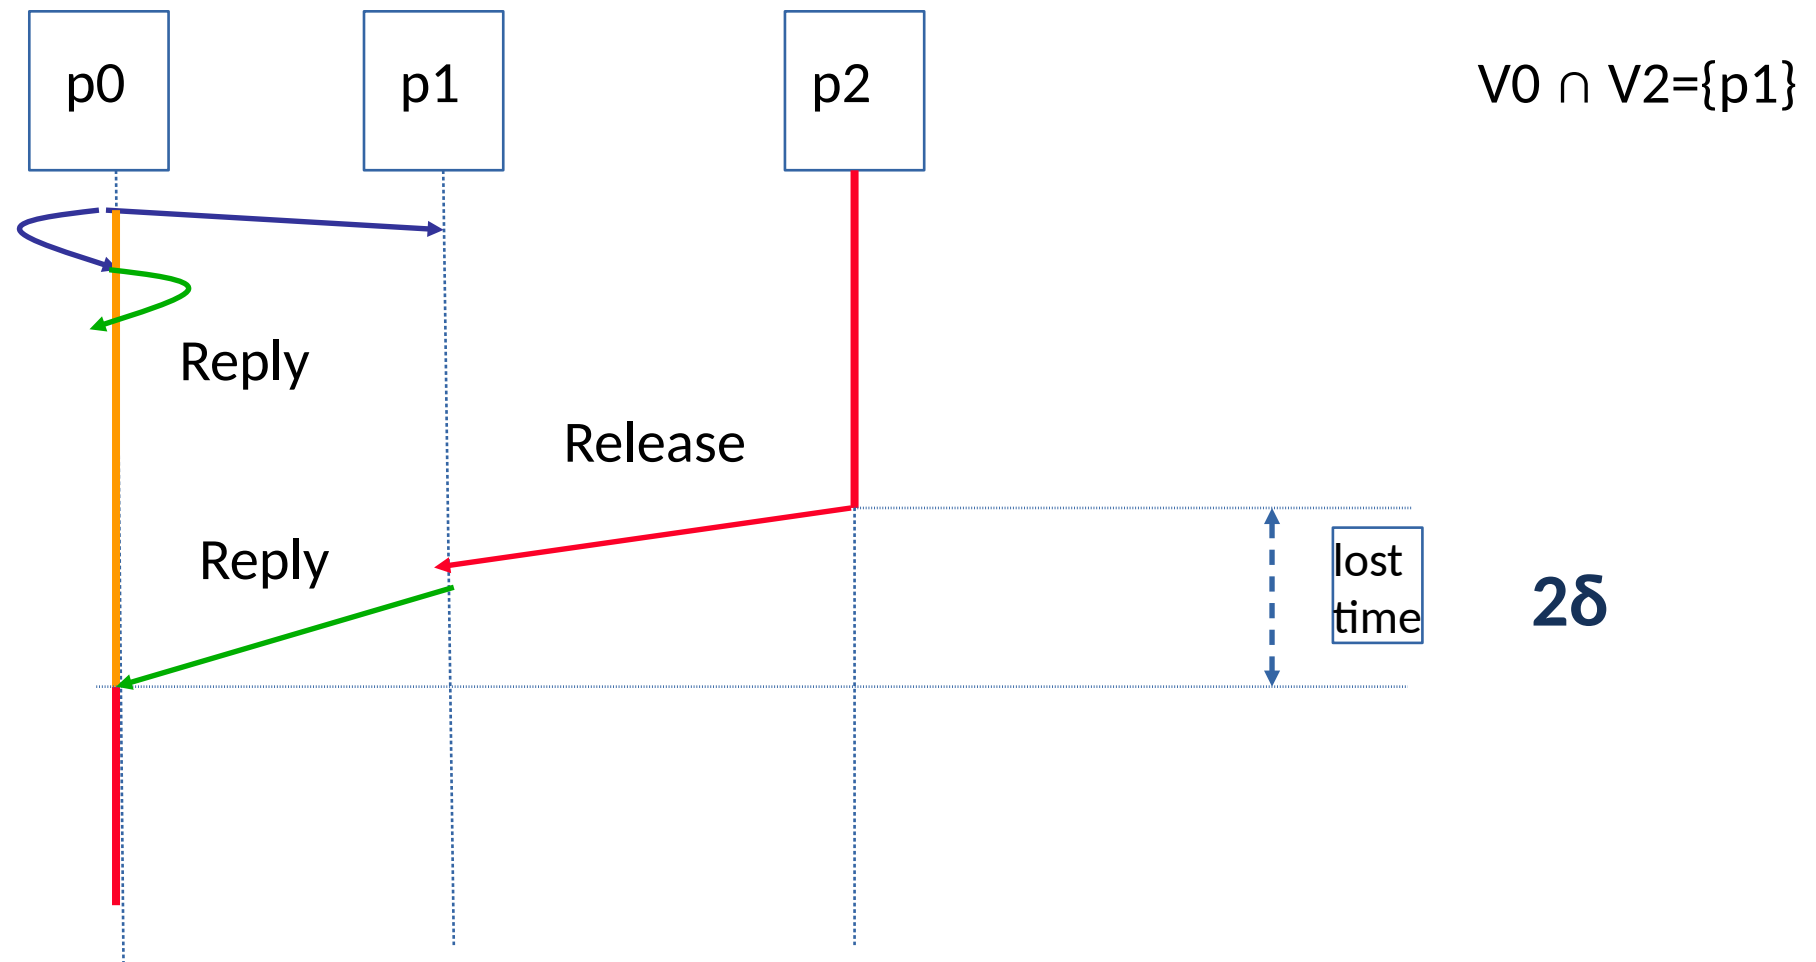 p0
p1
p2
V0 ∩ V2={p1}
Reply
Release
Reply
lost
time
2δ